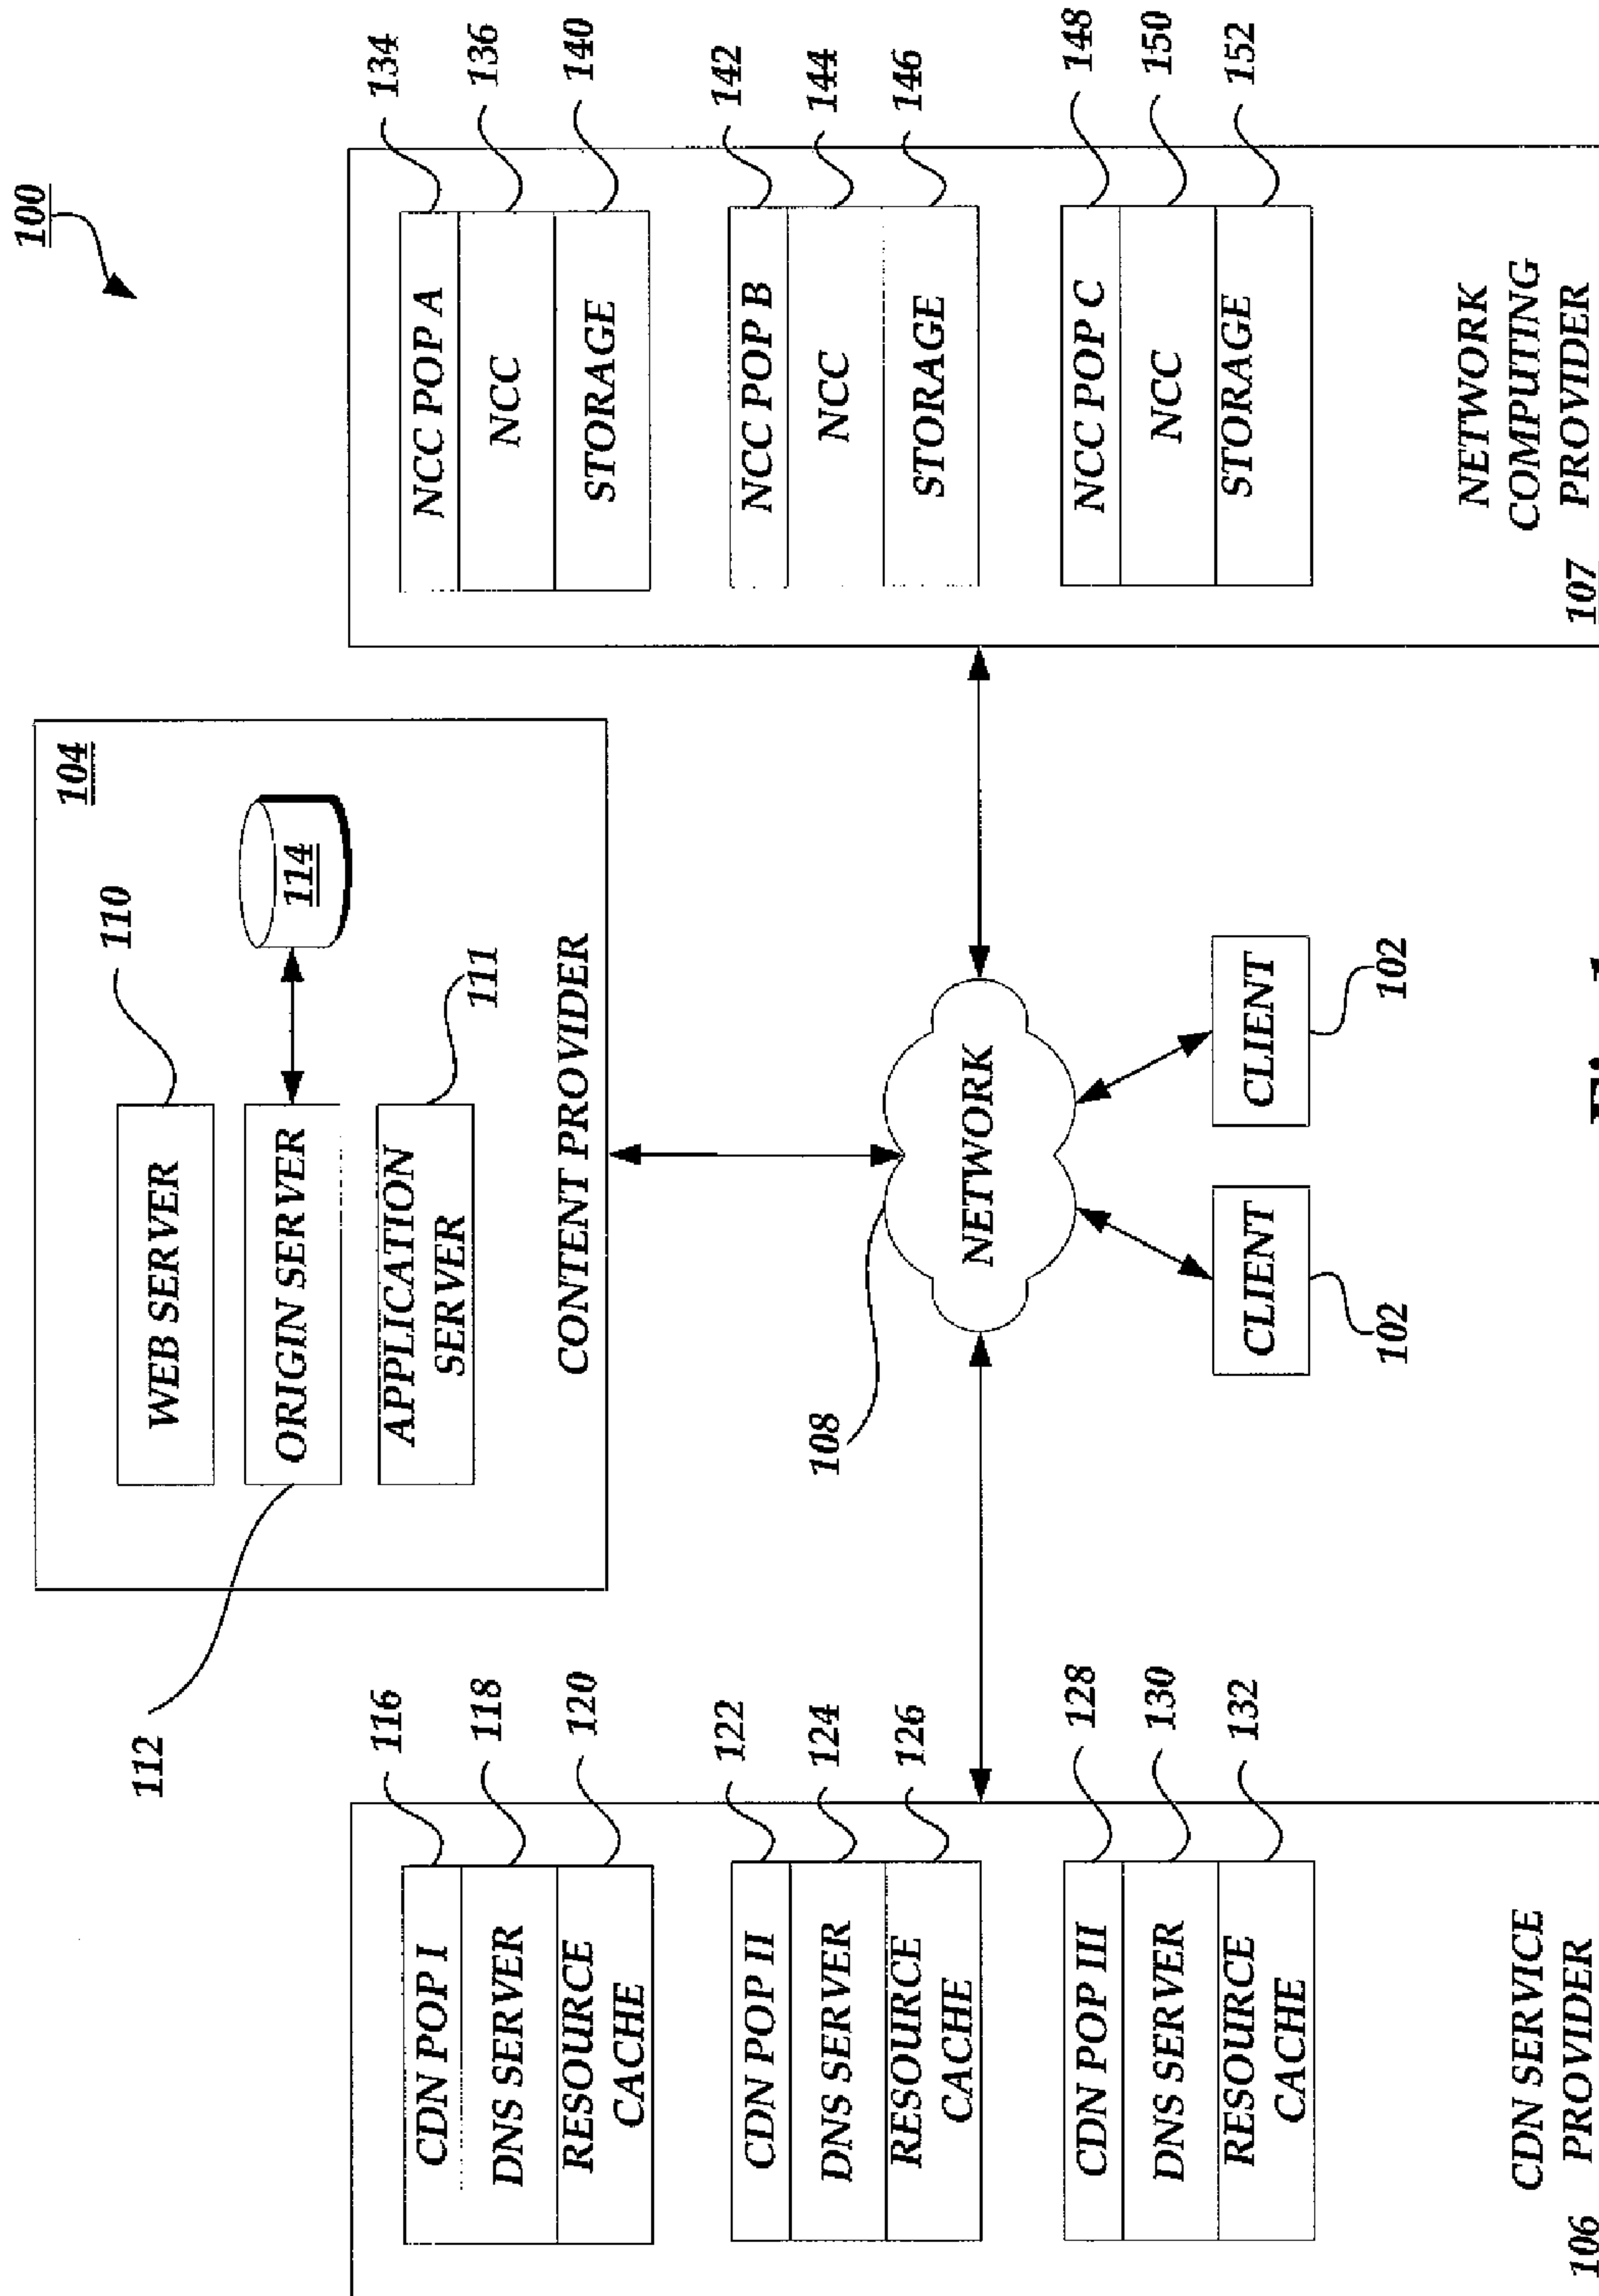 100
104
WEB SERVER
110
ORIGIN SERVER
112
114
APPLICATION
SERVER
111
CONTENT PROVIDER
CDN POP I
116
DNS SERVER
118
RESOURCE
CACHE
120
CDN POP II
122
DNS SERVER
124
RESOURCE
CACHE
126
CDN POP III
128
DNS SERVER
130
RESOURCE
CACHE
132
CDN SERVICE
PROVIDER
106
108
NETWORK
CLIENT
102
CLIENT
102
NCC POP A
134
NCC
136
STORAGE
140
NCC POP B
142
NCC
144
STORAGE
146
NCC POP C
148
NCC
150
STORAGE
152
NETWORK
COMPUTING
PROVIDER
107